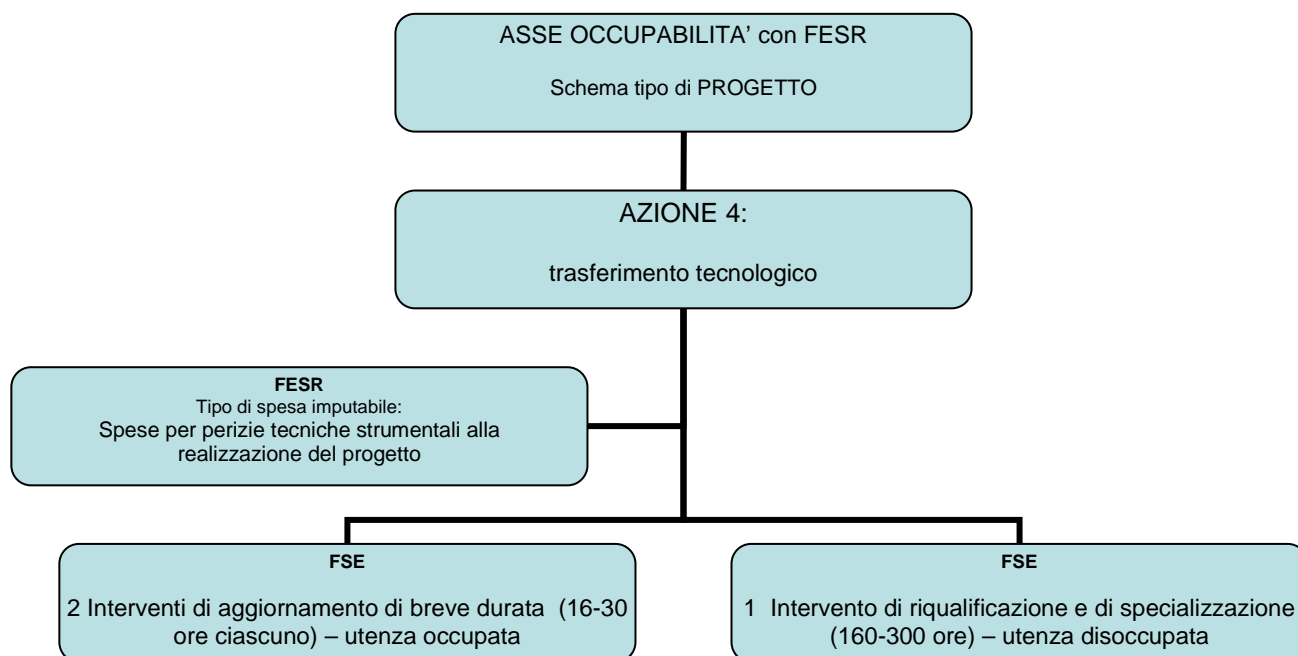 ASSE OCCUPABILITA’ con FESR
Schema tipo di PROGETTO
AZIONE 4:
trasferimento tecnologico
FESR
Tipo di spesa imputabile:
Spese per perizie tecniche strumentali alla
realizzazione del progetto
FSE
2 Interventi di aggiornamento di breve durata (16-30
ore ciascuno) – utenza occupata
FSE
1 Intervento di riqualificazione e di specializzazione
(160-300 ore) – utenza disoccupata